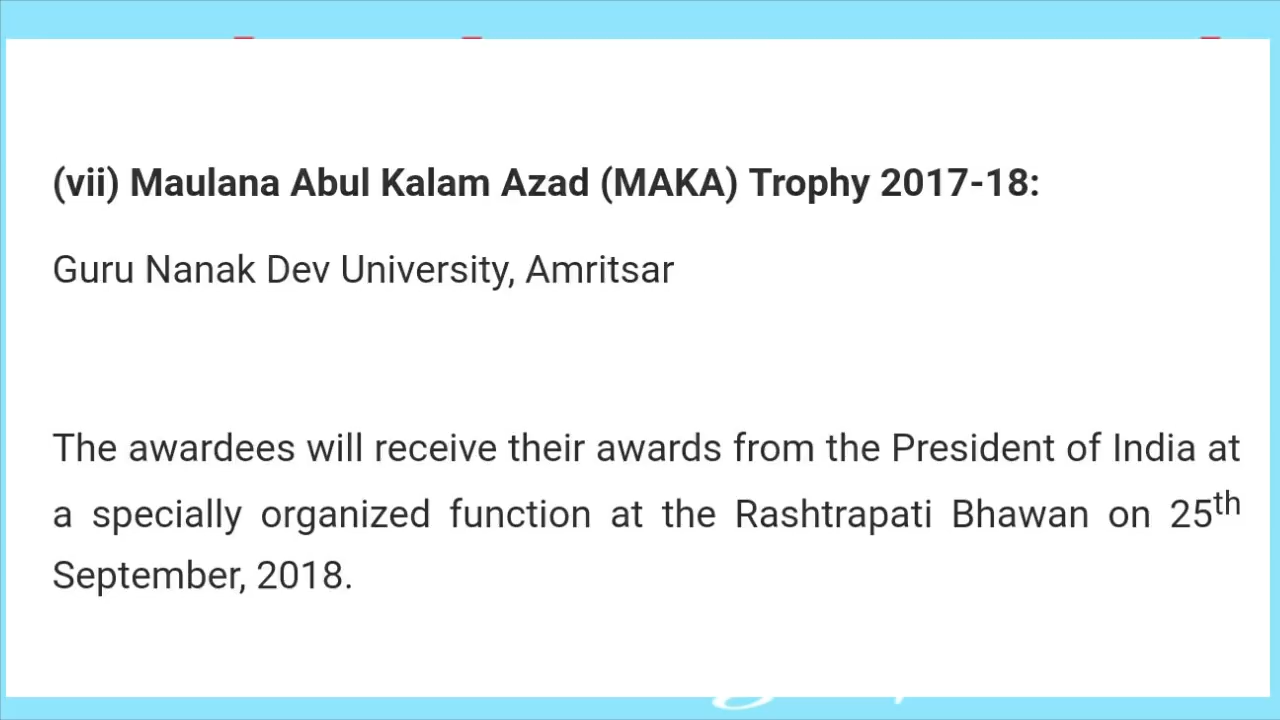 (vii) Maulana Abul Kalam Azad (MAKA) Trophy 2017-18:
Guru Nanak Dev University, Amritsar
The awardees will receive their awards from the President of India at
a specially organized function at the Rashtrapati Bhawan on 25th
September, 2018.